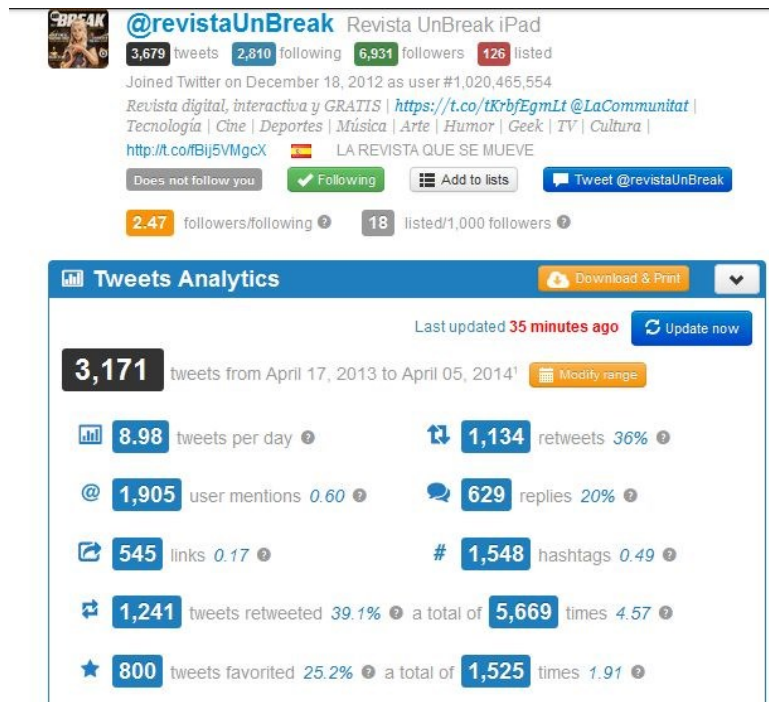 BREAK
@revistaUnBreak Revista UnBreak iPad
3,679 tweets 2,810 following 6,931 followers 126 listed
Joined Twitter on December 18, 2012 as user #1,020,465,554
Revista digital, interactiva y GRATIS | https://t.co/tKrbfEgmLt @LaCommunitat |
Tecnología | Cine | Deportes | Música | Arte | Humor | Geek | TV | Cultura |
http://t.co/fBij5VMgcX LA REVISTA QUE SE MUEVE
Does not follow you Following Add to lists Tweet @revistaUnBreak
2.47 followers/following ? 18 listed/1,000 followers ?
Tweets Analytics Download & Print
Last updated 35 minutes ago Update now
3,171 tweets from April 17, 2013 to April 05, 2014¹ Modify range
8.98 tweets per day ? 1,134 retweets 36% ?
@ 1,905 user mentions 0.60 ? 629 replies 20% ?
545 links 0.17 ? # 1,548 hashtags 0.49 ?
1,241 tweets retweeted 39.1% ? a total of 5,669 times 4.57 ?
800 tweets favorited 25.2% ? a total of 1,525 times 1.91 ?